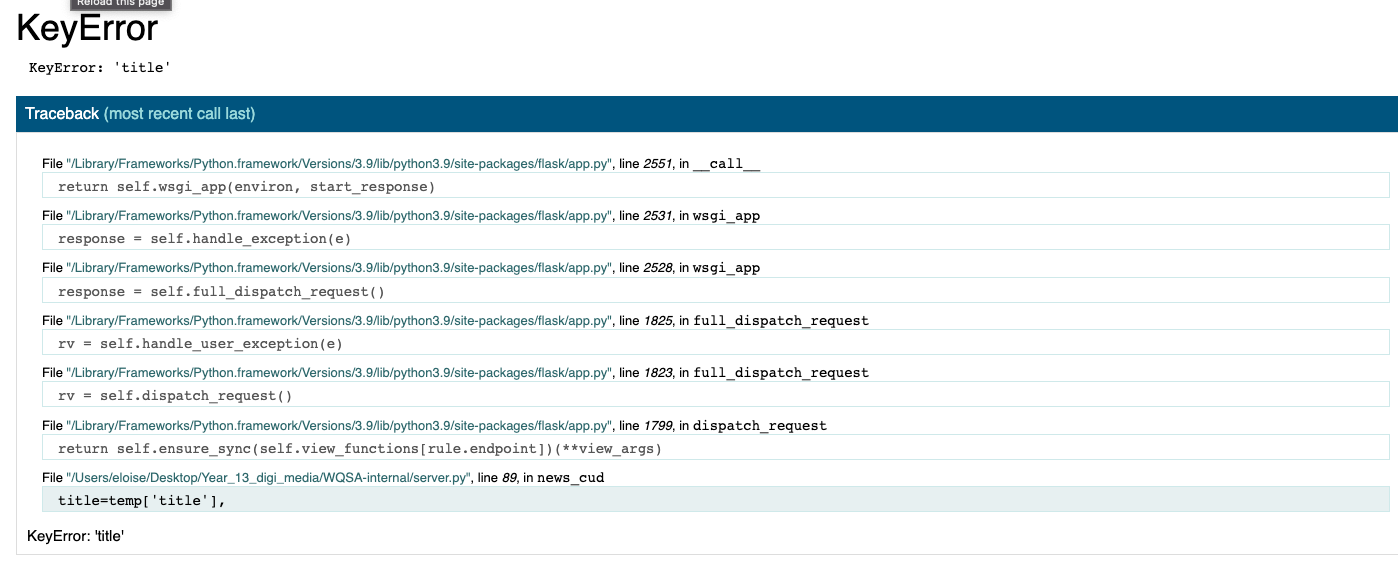 Reload this page
KeyError
KeyError: 'title'
Traceback (most recent call last)
File "/Library/Frameworks/Python.framework/Versions/3.9/lib/python3.9/site-packages/flask/app.py", line 2551, in __call__
return self.wsgi_app(environ, start_response)
File "/Library/Frameworks/Python.framework/Versions/3.9/lib/python3.9/site-packages/flask/app.py", line 2531, in wsgi_app
response = self.handle_exception(e)
File "/Library/Frameworks/Python.framework/Versions/3.9/lib/python3.9/site-packages/flask/app.py", line 2528, in wsgi_app
response = self.full_dispatch_request()
File "/Library/Frameworks/Python.framework/Versions/3.9/lib/python3.9/site-packages/flask/app.py", line 1825, in full_dispatch_request
rv = self.handle_user_exception(e)
File "/Library/Frameworks/Python.framework/Versions/3.9/lib/python3.9/site-packages/flask/app.py", line 1823, in full_dispatch_request
rv = self.dispatch_request()
File "/Library/Frameworks/Python.framework/Versions/3.9/lib/python3.9/site-packages/flask/app.py", line 1799, in dispatch_request
return self.ensure_sync(self.view_functions[rule.endpoint])(**view_args)
File "/Users/eloise/Desktop/Year_13_digi_media/WQSA-internal/server.py", line 89, in news_cud
title=temp['title'],
KeyError: 'title'